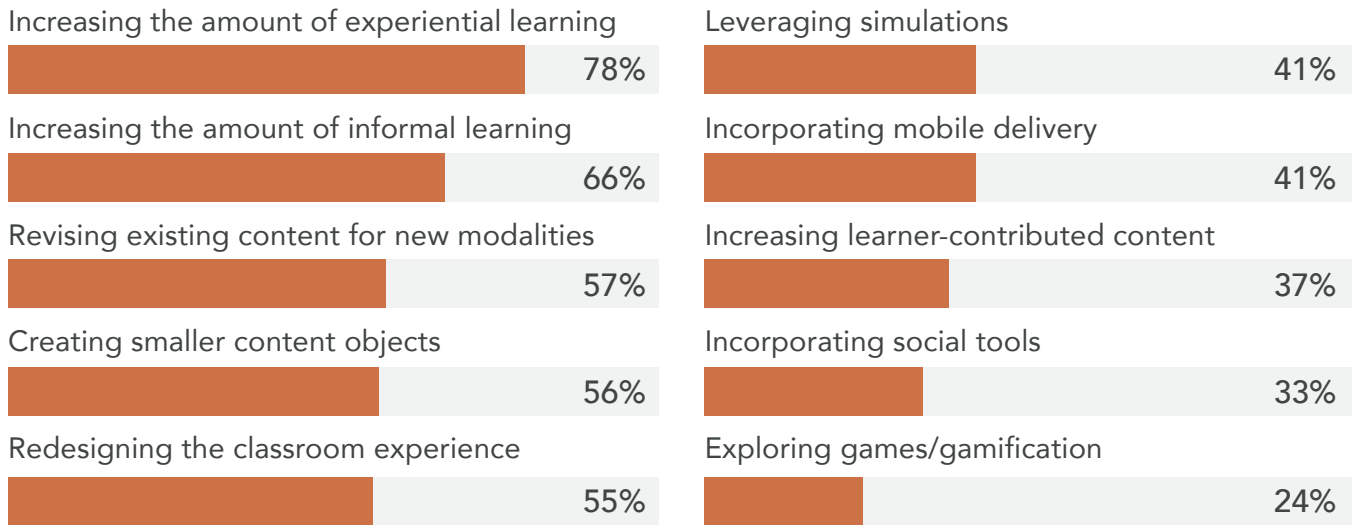 Increasing the amount of experiential learning
78%
Increasing the amount of informal learning
66%
Revising existing content for new modalities
57%
Creating smaller content objects
56%
Redesigning the classroom experience
55%
Leveraging simulations
41%
Incorporating mobile delivery
41%
Increasing learner-contributed content
37%
Incorporating social tools
33%
Exploring games/gamification
24%